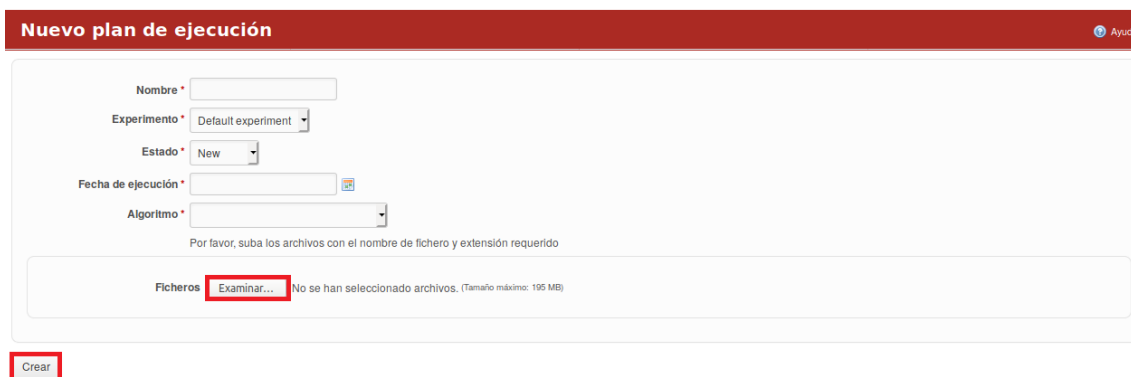 Nuevo plan de ejecución
Nombre *
Experimento * Default experiment
Estado * New
Fecha de ejecución *
Algoritmo *
Por favor, suba los archivos con el nombre de fichero y extensión requerido
Ficheros Examinar... No se han seleccionado archivos. (Tamaño máximo: 195 MB)
Crear